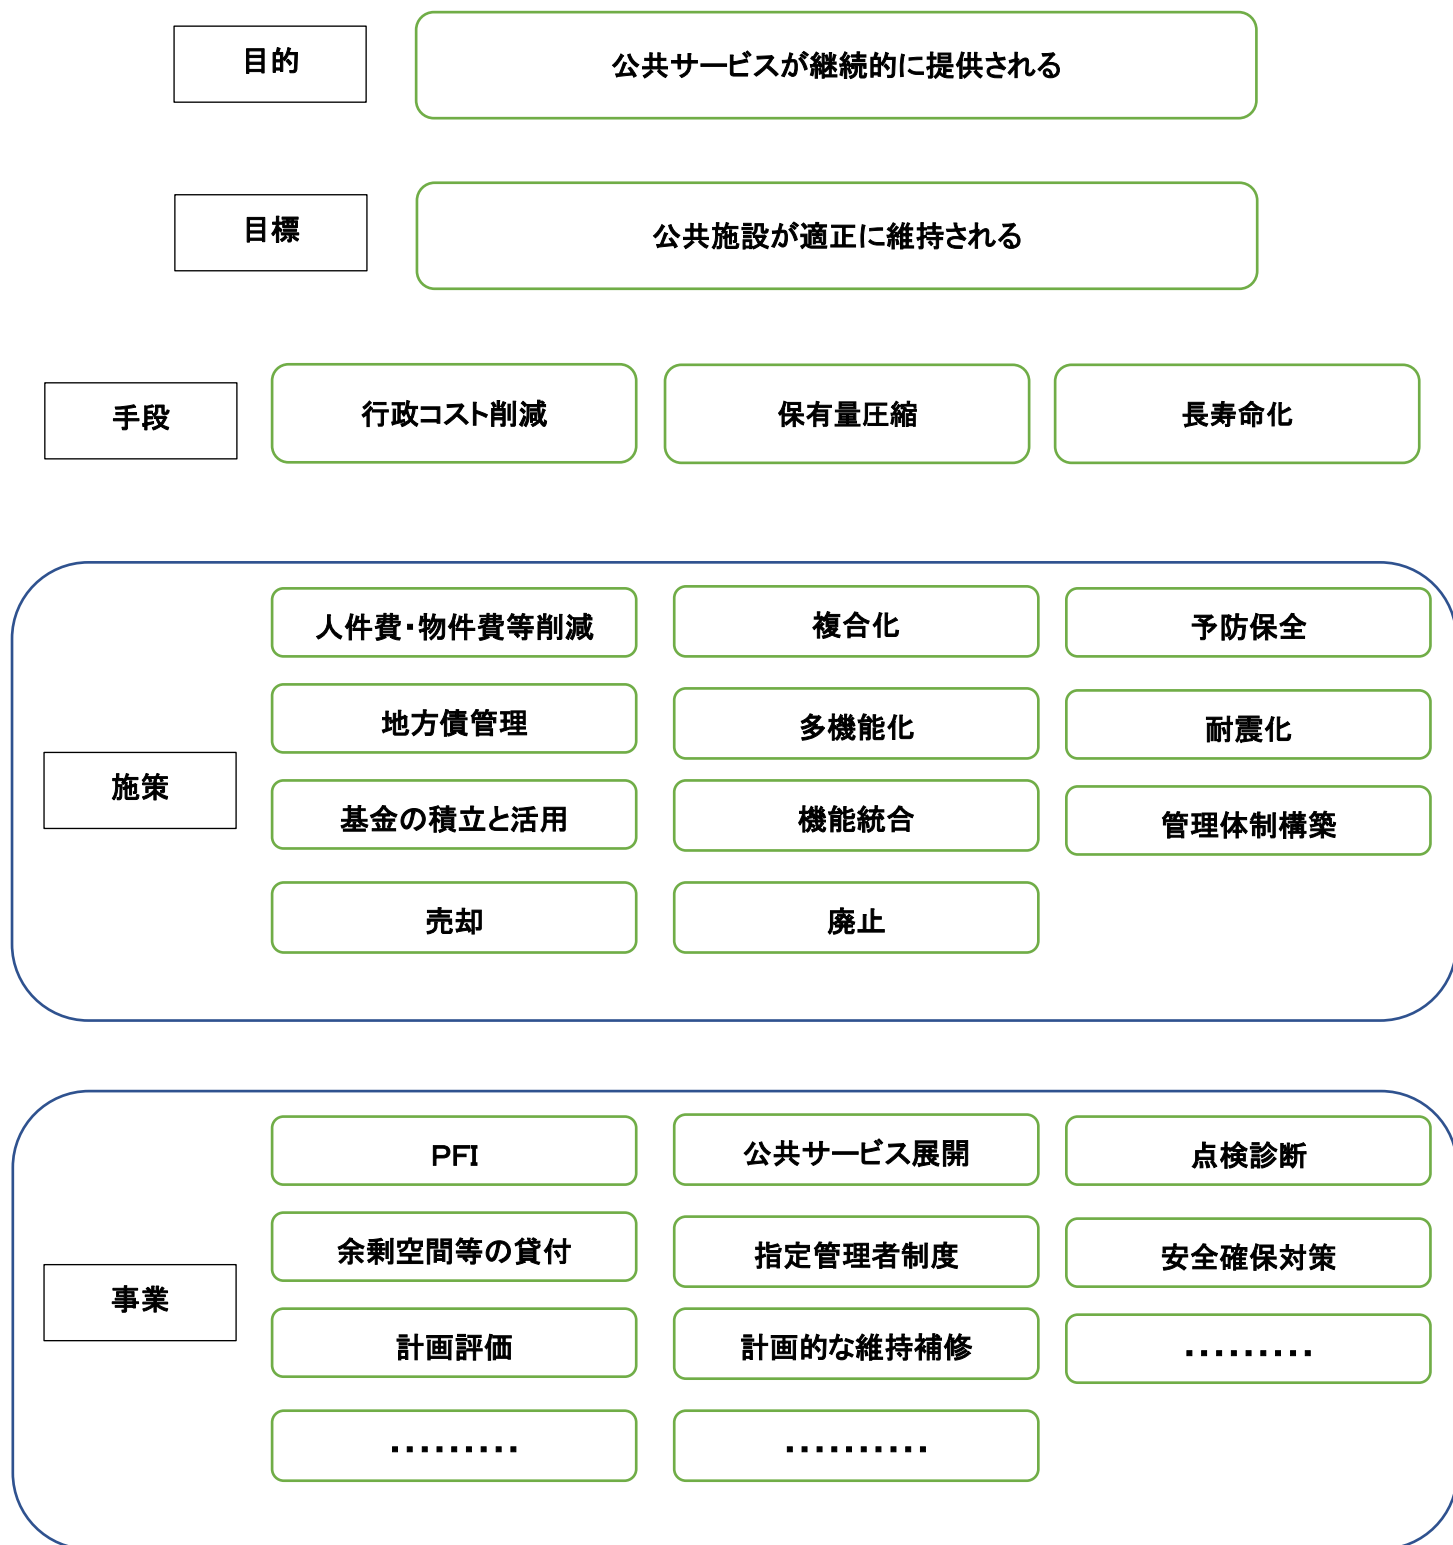 目的
公共サービスが継続的に提供される
目標
公共施設が適正に維持される
手段
行政コスト削減
保有量圧縮
長寿命化
施策
人件費・物件費等削減
複合化
予防保全
地方債管理
多機能化
耐震化
基金の積立と活用
機能統合
管理体制構築
売却
廃止
事業
PFI
公共サービス展開
点検診断
余剰空間等の貸付
指定管理者制度
安全確保対策
計画評価
計画的な維持補修
・・・・・・・・・
・・・・・・・・・
・・・・・・・・・・